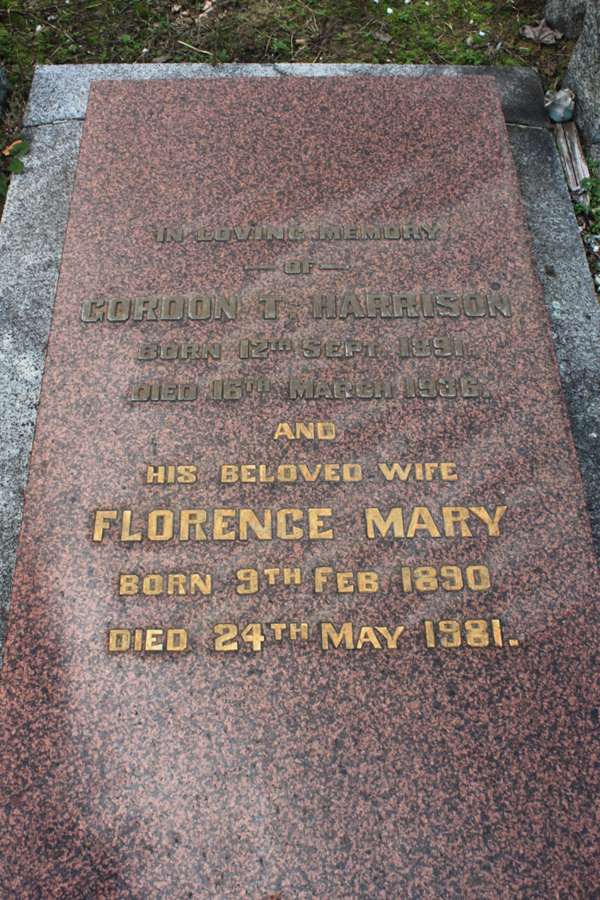 IN LOVING MEMORY
— OF —
GORDON T. HARRISON
BORN 12TH SEPT. 1891.
DIED 16TH MARCH 1936.
AND
HIS BELOVED WIFE
FLORENCE MARY
BORN 9TH FEB 1890
DIED 24TH MAY 1981.